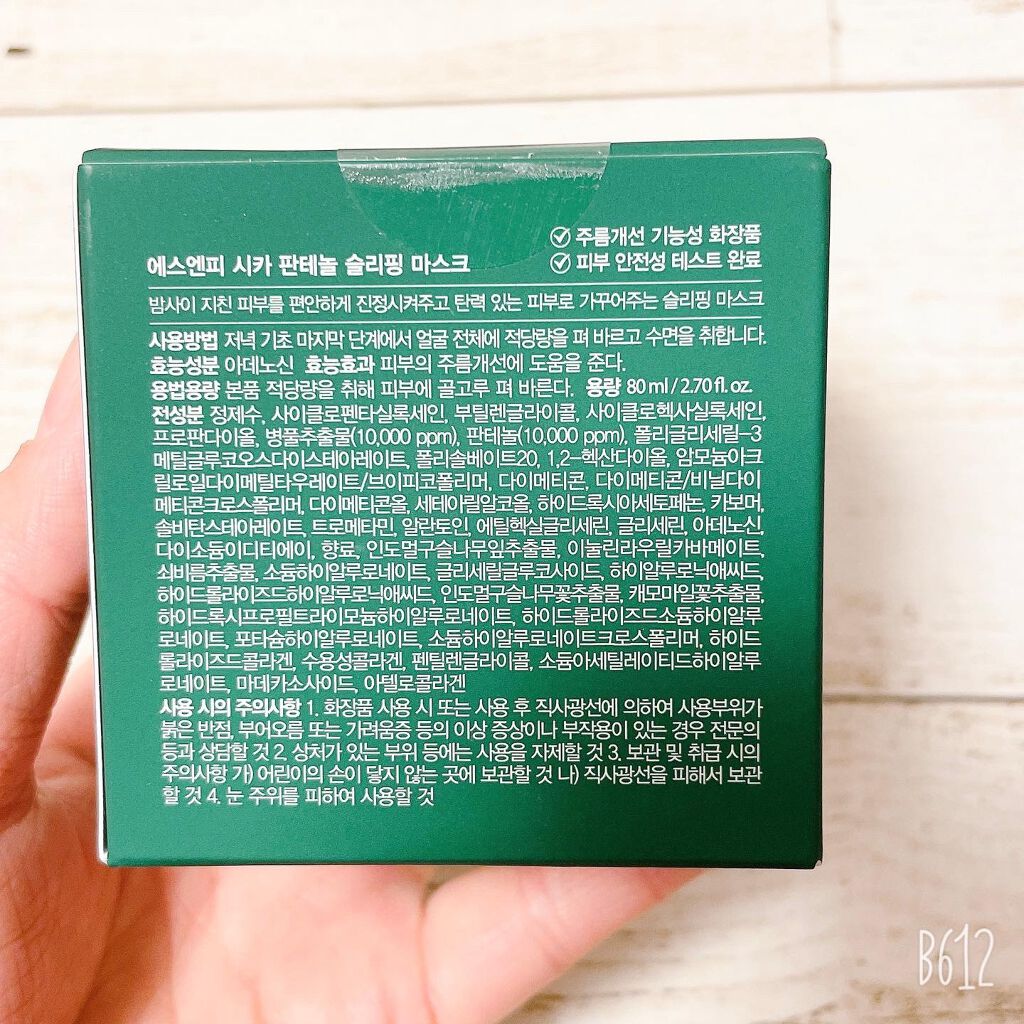 주름개선 기능성 화장품
에스엔피 시카 판테놀 슬리핑 마스크
피부 안전성 테스트 완료
밤사이 지친 피부를 편안하게 진정시켜주고 탄력 있는 피부로 가꾸어주는 슬리핑 마스크
사용방법 저녁 기초 마지막 단계에서 얼굴 전체에 적당량을 펴 바르고 수면을 취합니다.
효능성분 아데노신 효능효과 피부의 주름개선에 도움을 준다.
용법용량 본품 적당량을 취해 피부에 골고루 펴 바른다. 용량 80 ml / 2.70 fl. oz.
전성분 정제수, 사이클로펜타실록세인, 부틸렌글라이콜, 사이클로헥사실록세인,
프로판다이올, 병풀추출물(10,000 ppm), 판테놀(10,000 ppm), 폴리글리세릴-3
메틸글루코오스다이스테아레이트, 폴리솔베이트20, 1,2-헥산다이올, 암모늄아크
릴로일다이메틸타우레이트/브이피코폴리머, 다이메티콘, 다이메티콘/비닐다이
메티콘크로스폴리머, 다이메티콘올, 세테아릴알코올, 하이드록시아세토페논, 카보머,
솔비탄스테아레이트, 트로메타민, 알란토인, 에틸헥실글리세린, 글리세린, 아데노신,
다이소듐이디티에이, 향료, 인도멀구슬나무잎추출물, 이눌린라우릴카바메이트,
쇠비름추출물, 소듐하이알루로네이트, 글리세릴글루코사이드, 하이알루로닉애씨드,
하이드롤라이즈드하이알루로닉애씨드, 인도멀구슬나무꽃추출물, 캐모마일꽃추출물,
하이드록시프로필트라이모늄하이알루로네이트, 하이드롤라이즈드소듐하이알루
로네이트, 포타슘하이알루로네이트, 소듐하이알루로네이트크로스폴리머, 하이드
롤라이즈드콜라겐, 수용성콜라겐, 펜틸렌글라이콜, 소듐아세틸레이티드하이알루
로네이트, 마데카소사이드, 아텔로콜라겐
사용 시의 주의사항 1. 화장품 사용 시 또는 사용 후 직사광선에 의하여 사용부위가
붉은 반점, 부어오름 또는 가려움증 등의 이상 증상이나 부작용이 있는 경우 전문의
등과 상담할 것 2. 상처가 있는 부위 등에는 사용을 자제할 것 3. 보관 및 취급 시의
주의사항 가) 어린이의 손이 닿지 않는 곳에 보관할 것 나) 직사광선을 피해서 보관
할 것 4. 눈 주위를 피하여 사용할 것
B612